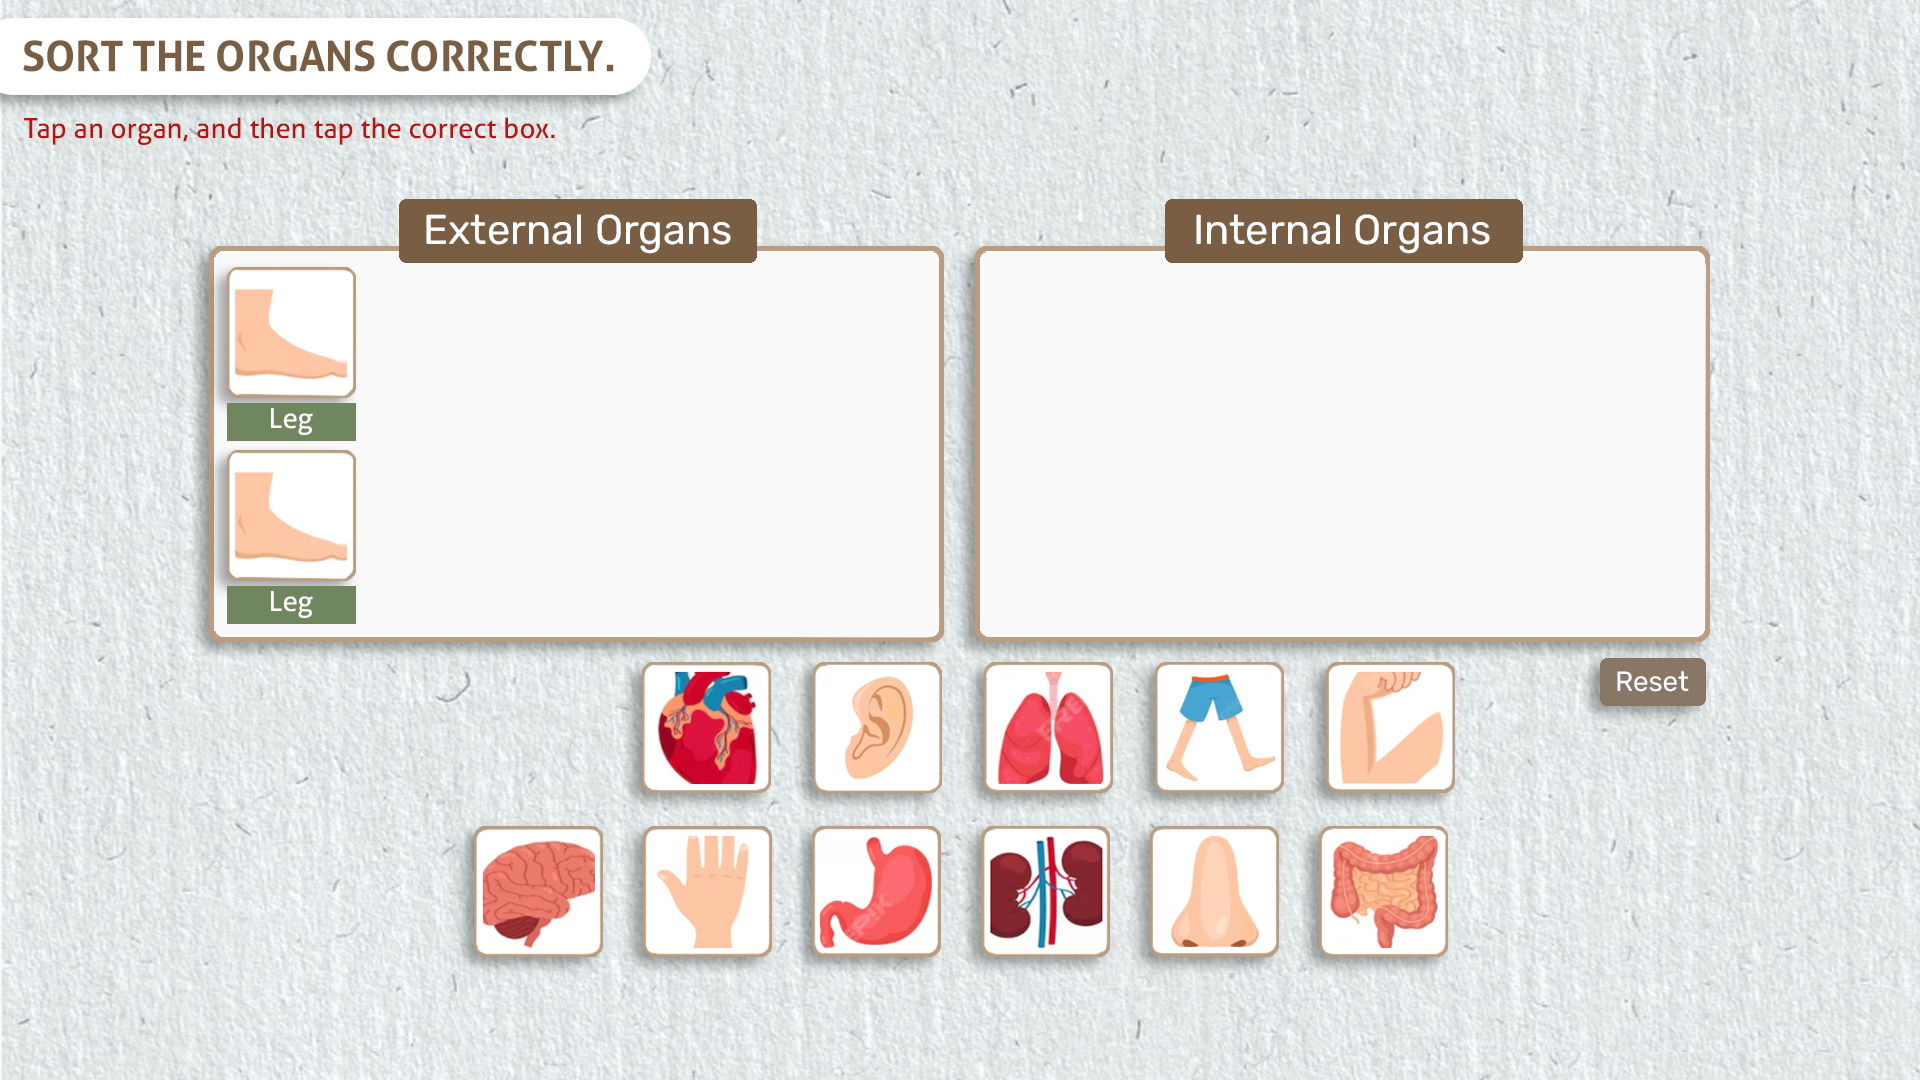 SORT THE ORGANS CORRECTLY.
Tap an organ, and then tap the correct box.
External Organs
Internal Organs
Leg
Leg
Reset